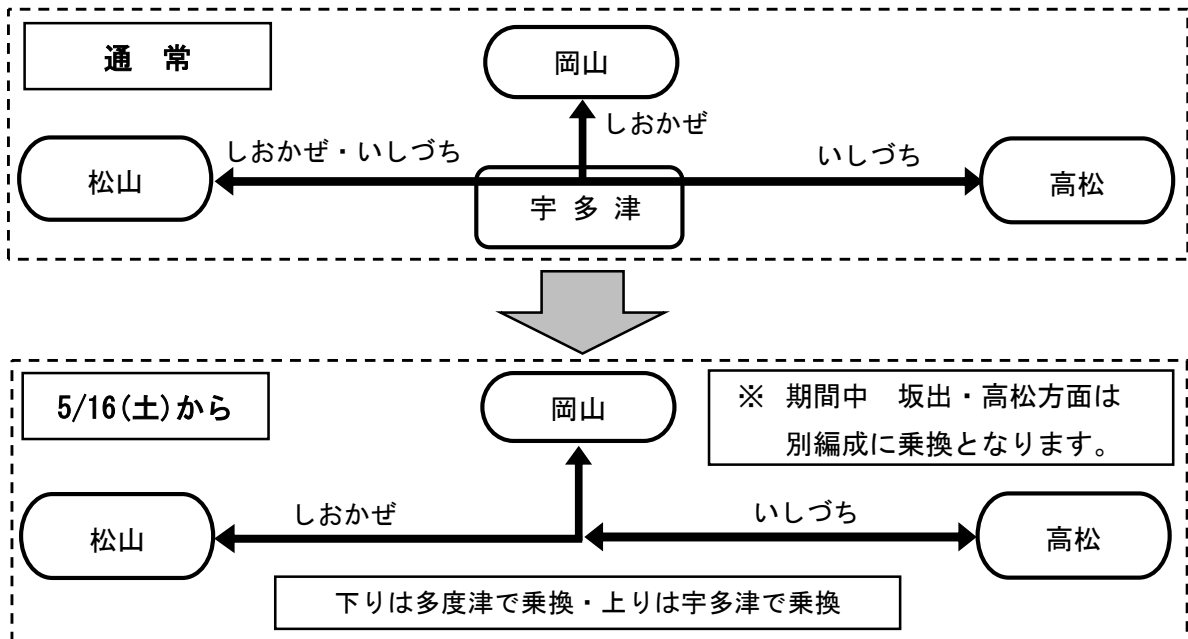 通 常
岡山
しおかぜ
しおかぜ・いしづち
いしづち
松山
宇 多 津
高松
5/16(土)から
岡山
※ 期間中 坂出・高松方面は
別編成に乗換となります。
しおかぜ
いしづち
松山
高松
下りは多度津で乗換・上りは宇多津で乗換